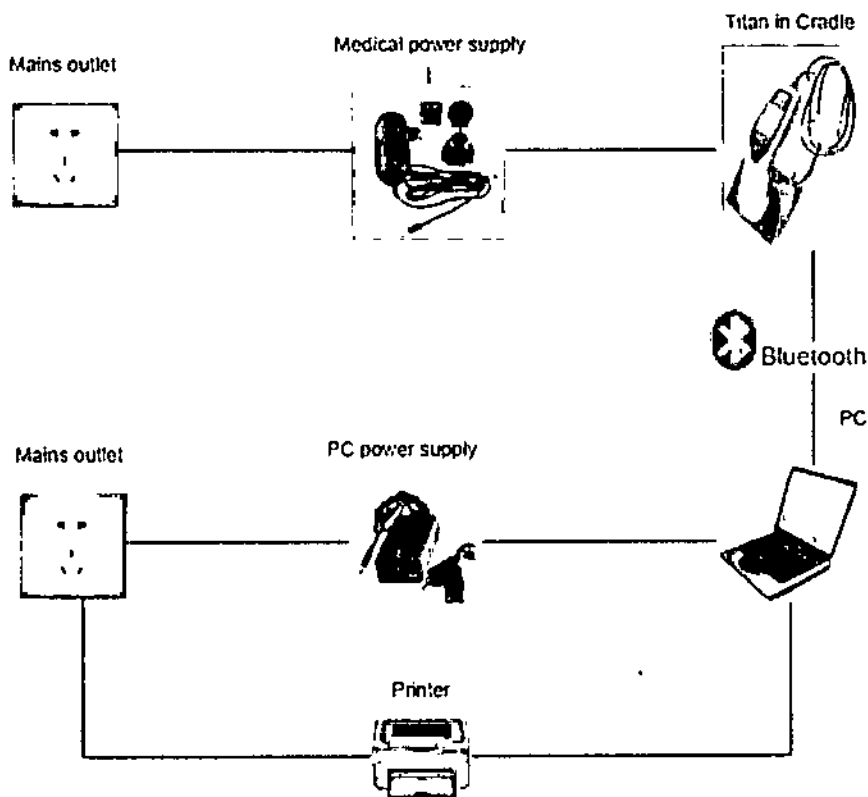 Titan in Cradle
Medical power supply
Mains outlet
Bluetooth
PC
PC power supply
Mains outlet
Printer